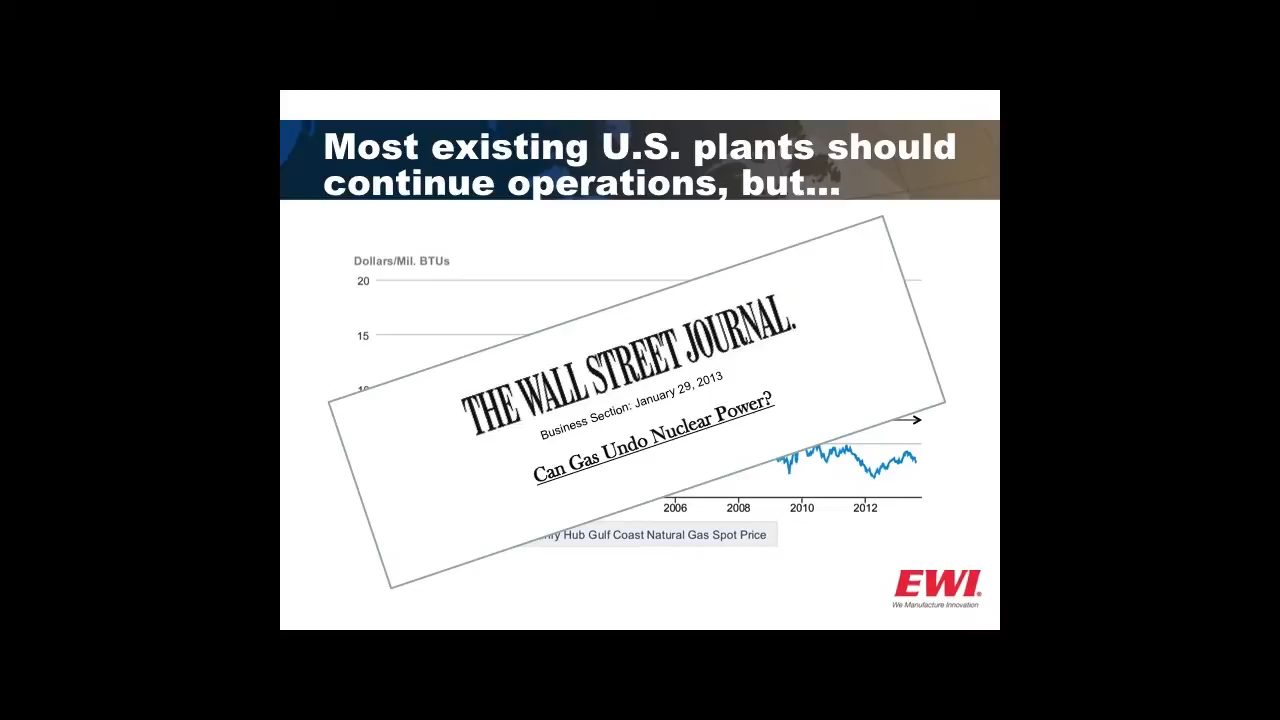 Most existing U.S. plants should
continue operations, but...
Dollars/Mil. BTUs
20
15
THE WALL STREET JOURNAL.
Business Section: January 29, 2013
Can Gas Undo Nuclear Power?
2006 2008 2010 2012
Hub Gulf Coast Natural Gas Spot Price
EWI®
We Manufacture Innovation